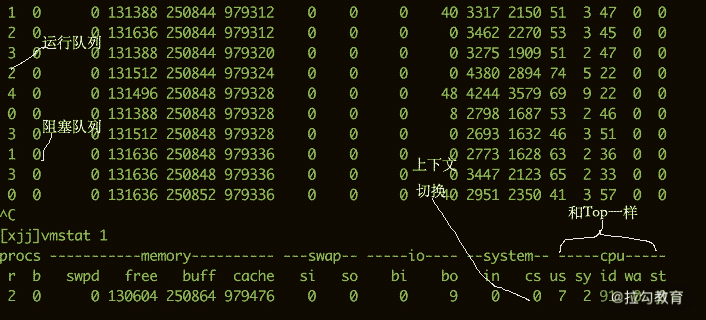 1 0 0 131388 250844 979312 0 0 0 40 3317 2150 51 3 47 0 0
2 0 0 131636 250844 979312 0 0 0 0 3462 2270 53 3 45 0 0
3 0 0 131388 250844 979320 0 0 0 0 3275 1909 51 2 47 0 0
运行队列
2 0 0 131512 250844 979324 0 0 0 0 4380 2894 74 5 22 0 0
4 0 0 131496 250848 979328 0 0 0 48 4244 3579 69 9 22 0 0
0 0 0 131388 250848 979328 0 0 0 8 2798 1687 53 2 46 0 0
阻塞队列
3 0 0 131512 250848 979328 0 0 0 0 2693 1632 46 3 51 0 0
1 0 0 131636 250848 979336 0 0 0 0 2773 1628 63 2 36 0 0
上下文
3 0 0 131636 250848 979336 0 0 0 0 3447 2123 65 2 33 0 0
切换
0 0 0 131636 250852 979336 0 0 0 40 2951 2350 41 3 57 0 0
^C
和Top一样
[xjj]vmstat 1
procs -----------memory---------- ---swap-- -----io---- --system-- -----cpu-----
r b swpd free buff cache si so bi bo in cs us sy id wa st
2 0 0 130604 250864 979476 0 0 0 9 0 0 7 2 91
@拉勾教育